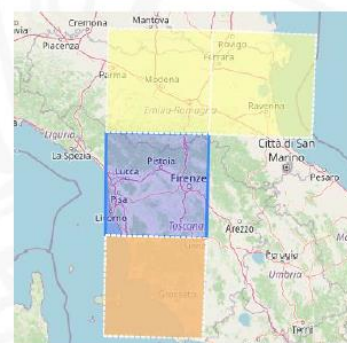 Cremona
Mantova
Piacenza
Rovigo
Ferrara
Parma
Modena
Emilia-Romagna
Ravenna
Liguria
La Spezia
Pistoia
Lucca
Firenze
Città di San
Marino
Pesaro
Pisa
Livorno
Toscana
Arezzo
Siena
Perugia
Umbria
Grosseto
Terni